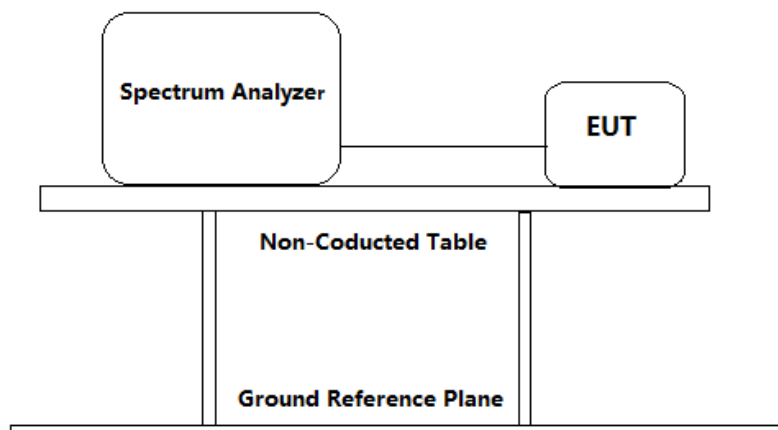 Spectrum Analyzer
EUT
Non-Coducted Table
Ground Reference Plane